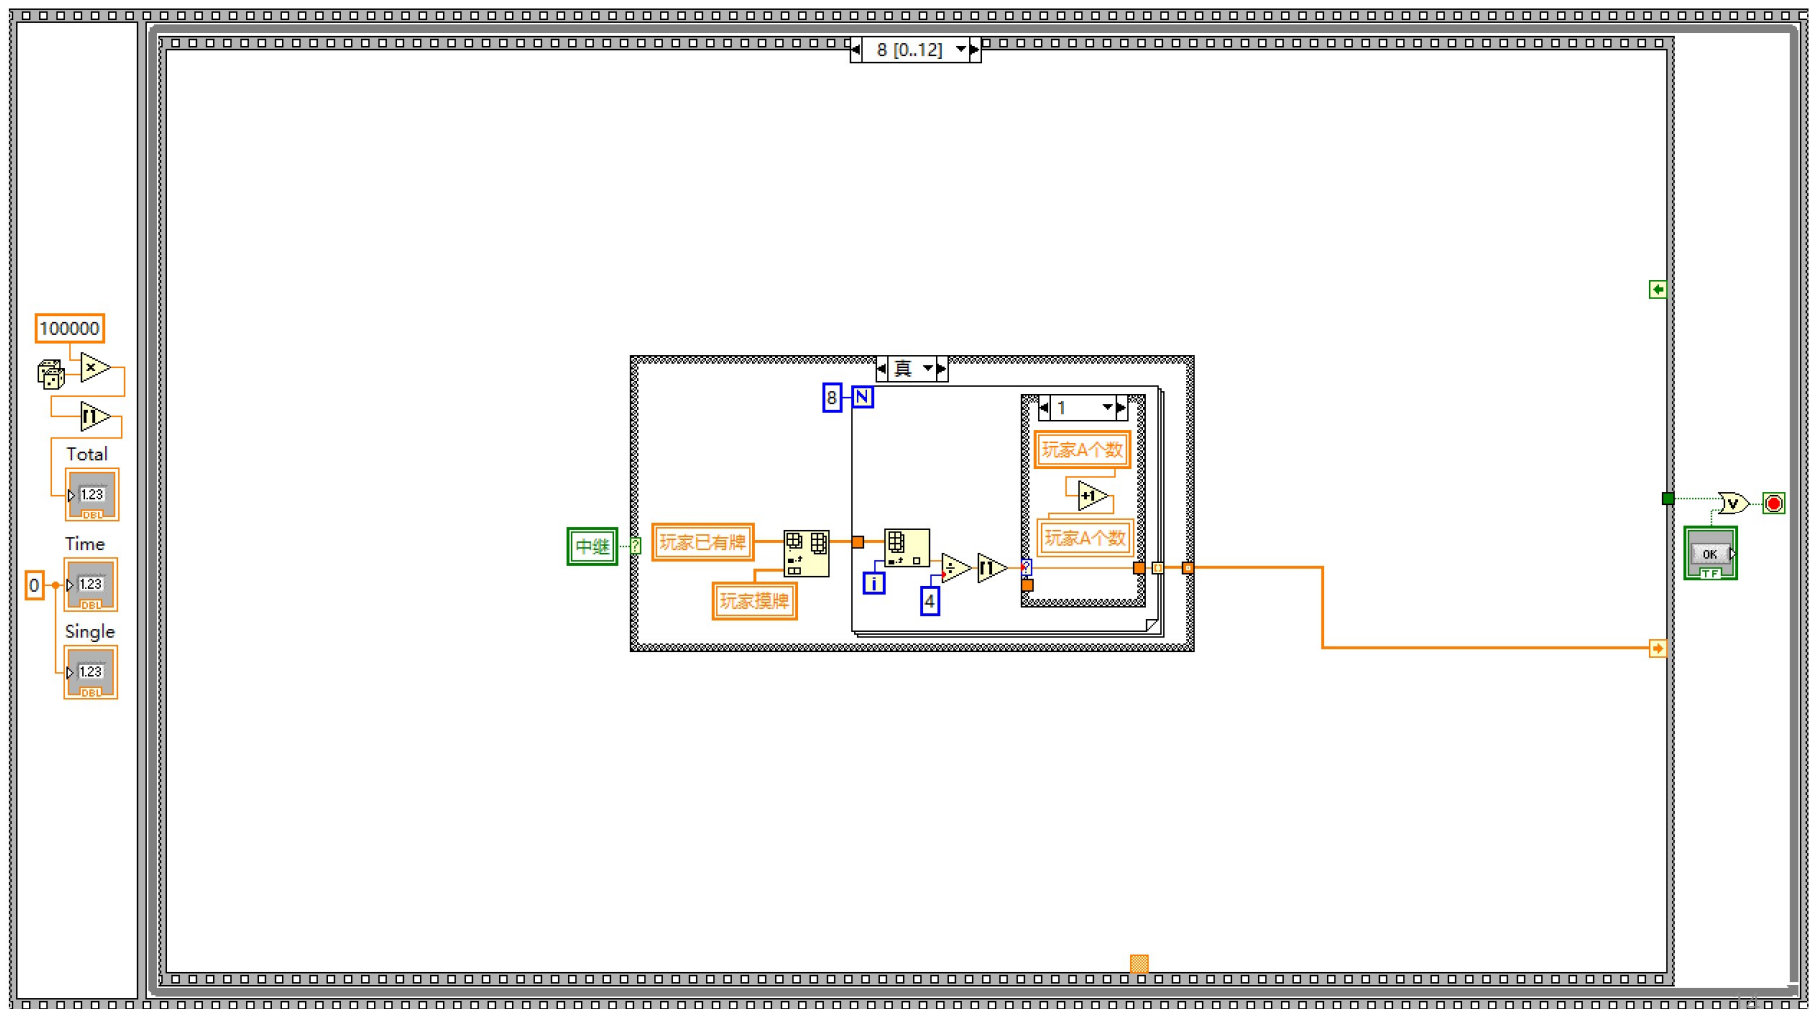 8 [0..12]
100000
Total
1.23
DBL
Time
0
1.23
DBL
Single
1.23
DBL
真
8
N
1
玩家A个数
+1
玩家A个数
中继
?
玩家已有牌
玩家摸牌
i
4
OK
TF